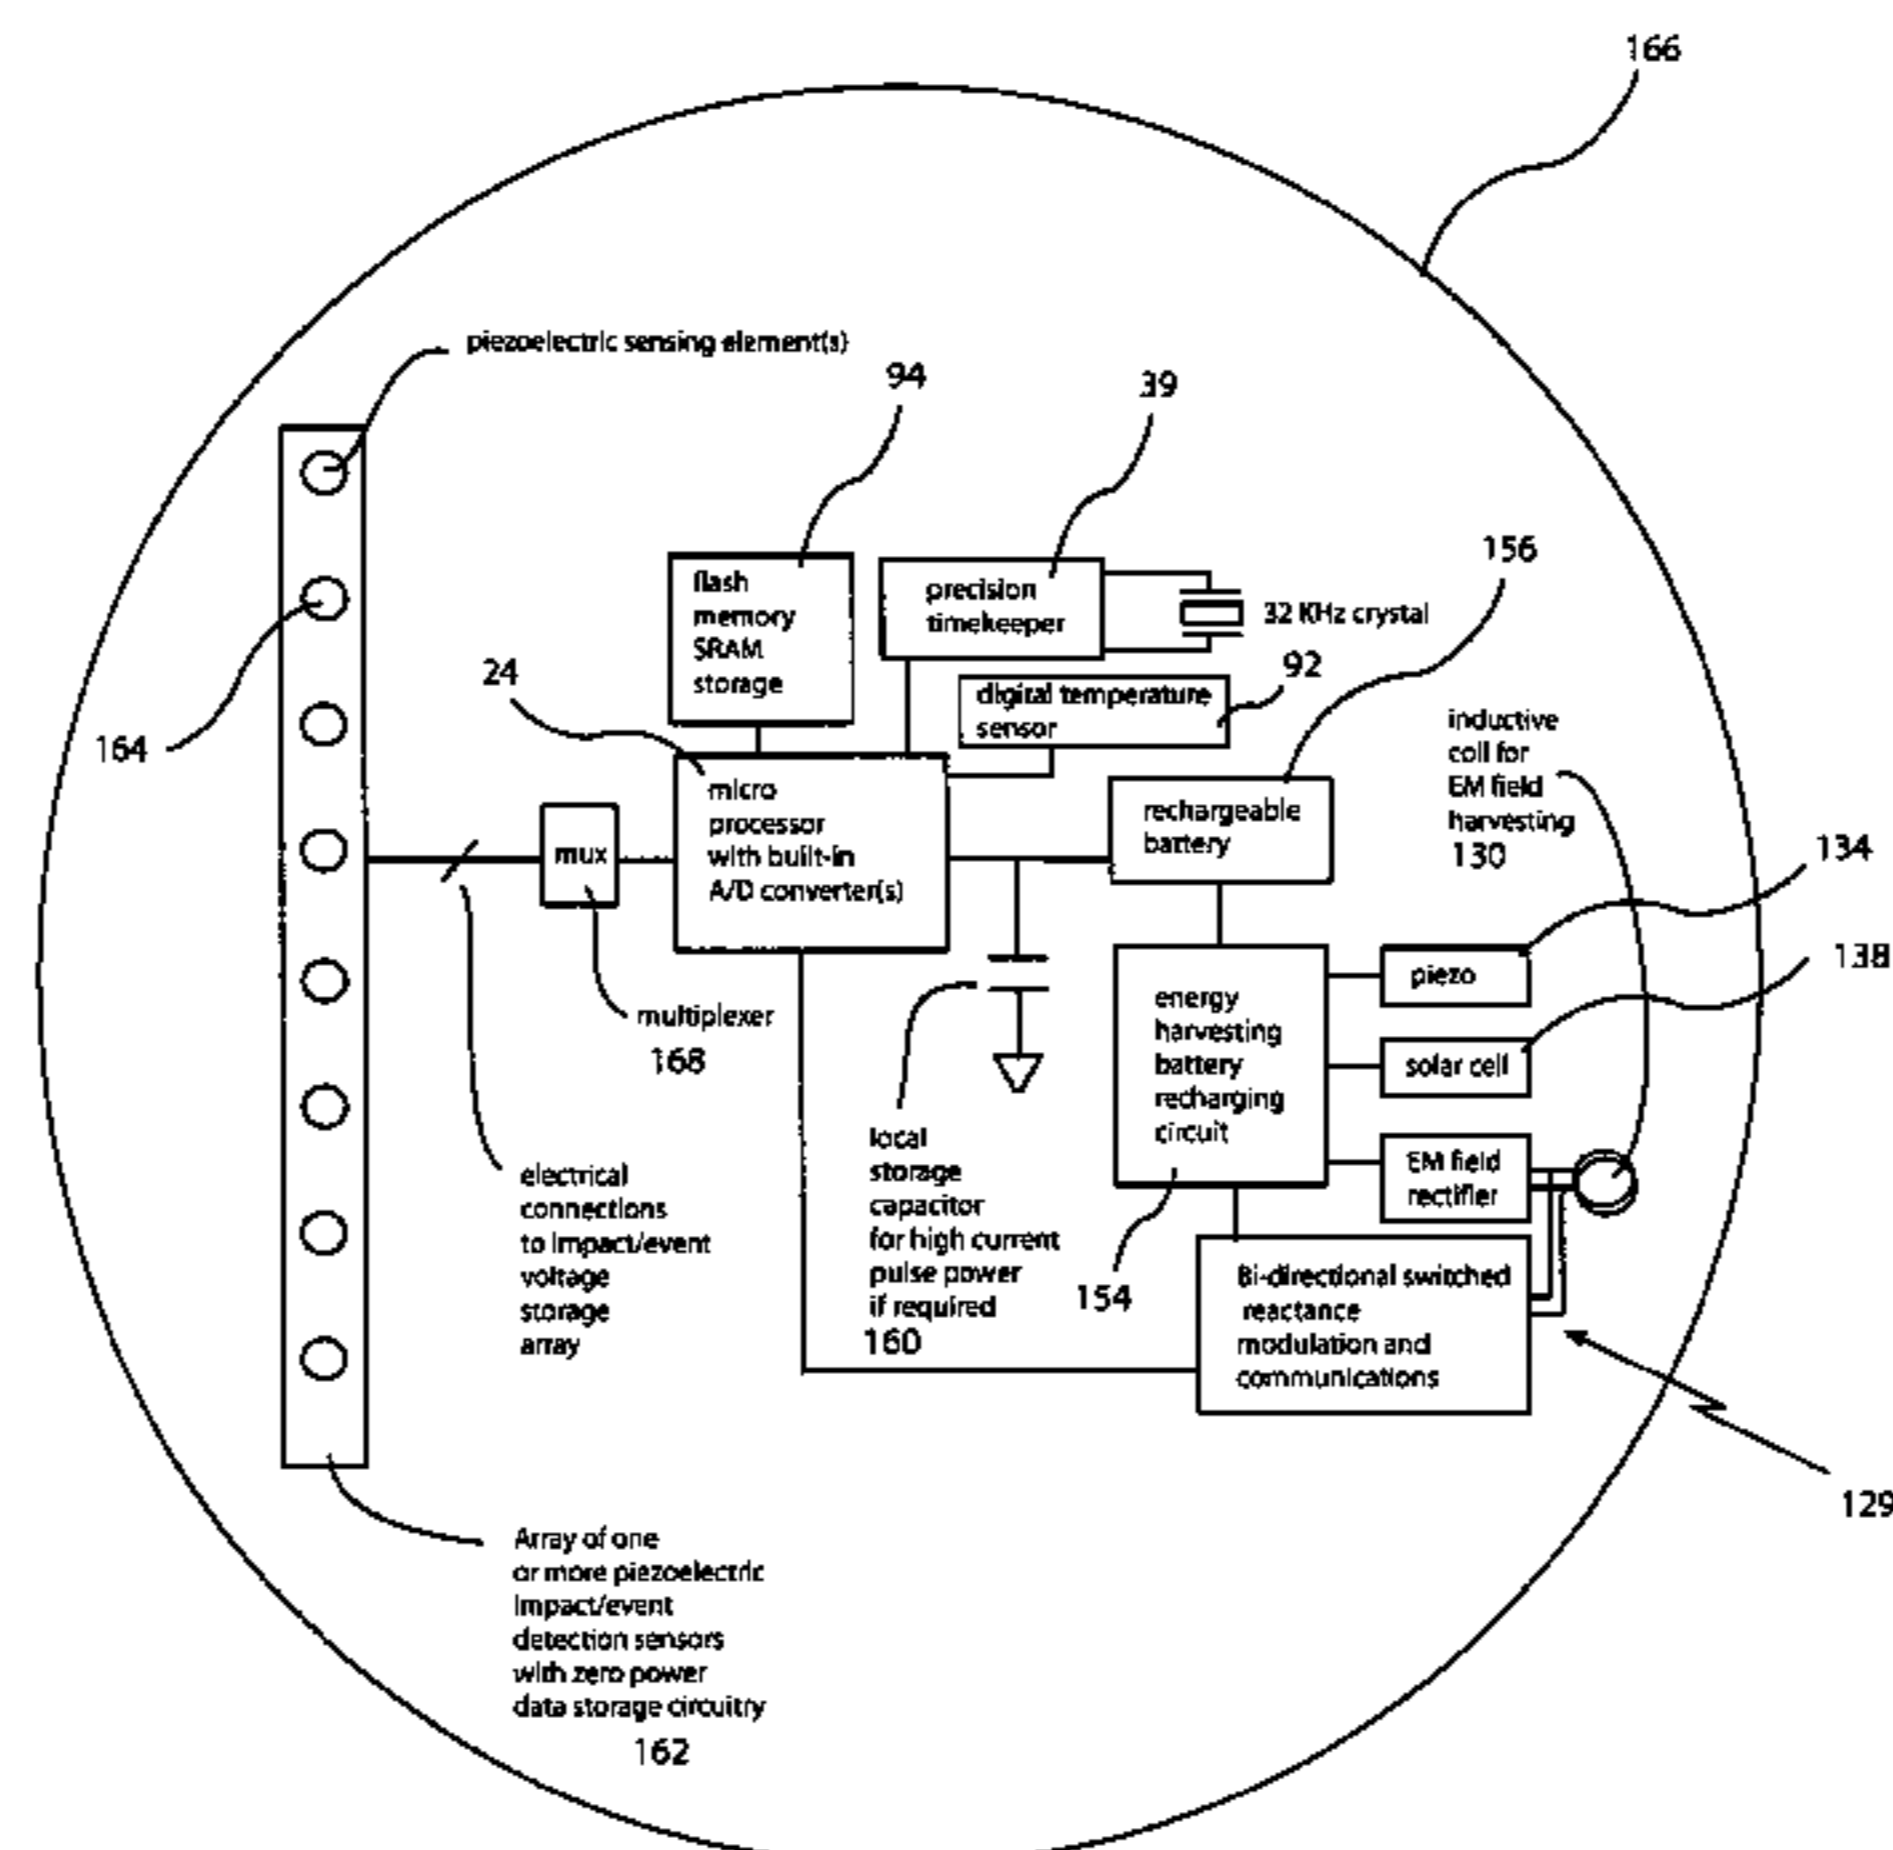 166
piezoelectric sensing element(s)
94
39
156
flash
memory
SRAM
storage
precision
timekeeper
32 KHz crystal
24
92
digital temperature
sensor
164
inductive
coil for
EM field
harvesting
130
micro
processor
with built-in
A/D converter(s)
mux
rechargeable
battery
134
138
piezo
multiplexer
168
energy
harvesting
battery
recharging
circuit
solar cell
EM field
rectifier
local
storage
capacitor
for high current
pulse power
if required
160
154
electrical
connections
to impact/event
voltage
storage
array
Bi-directional switched
reactance
modulation and
communications
129
Array of one
or more piezoelectric
impact/event
detection sensors
with zero power
data storage circuitry
162